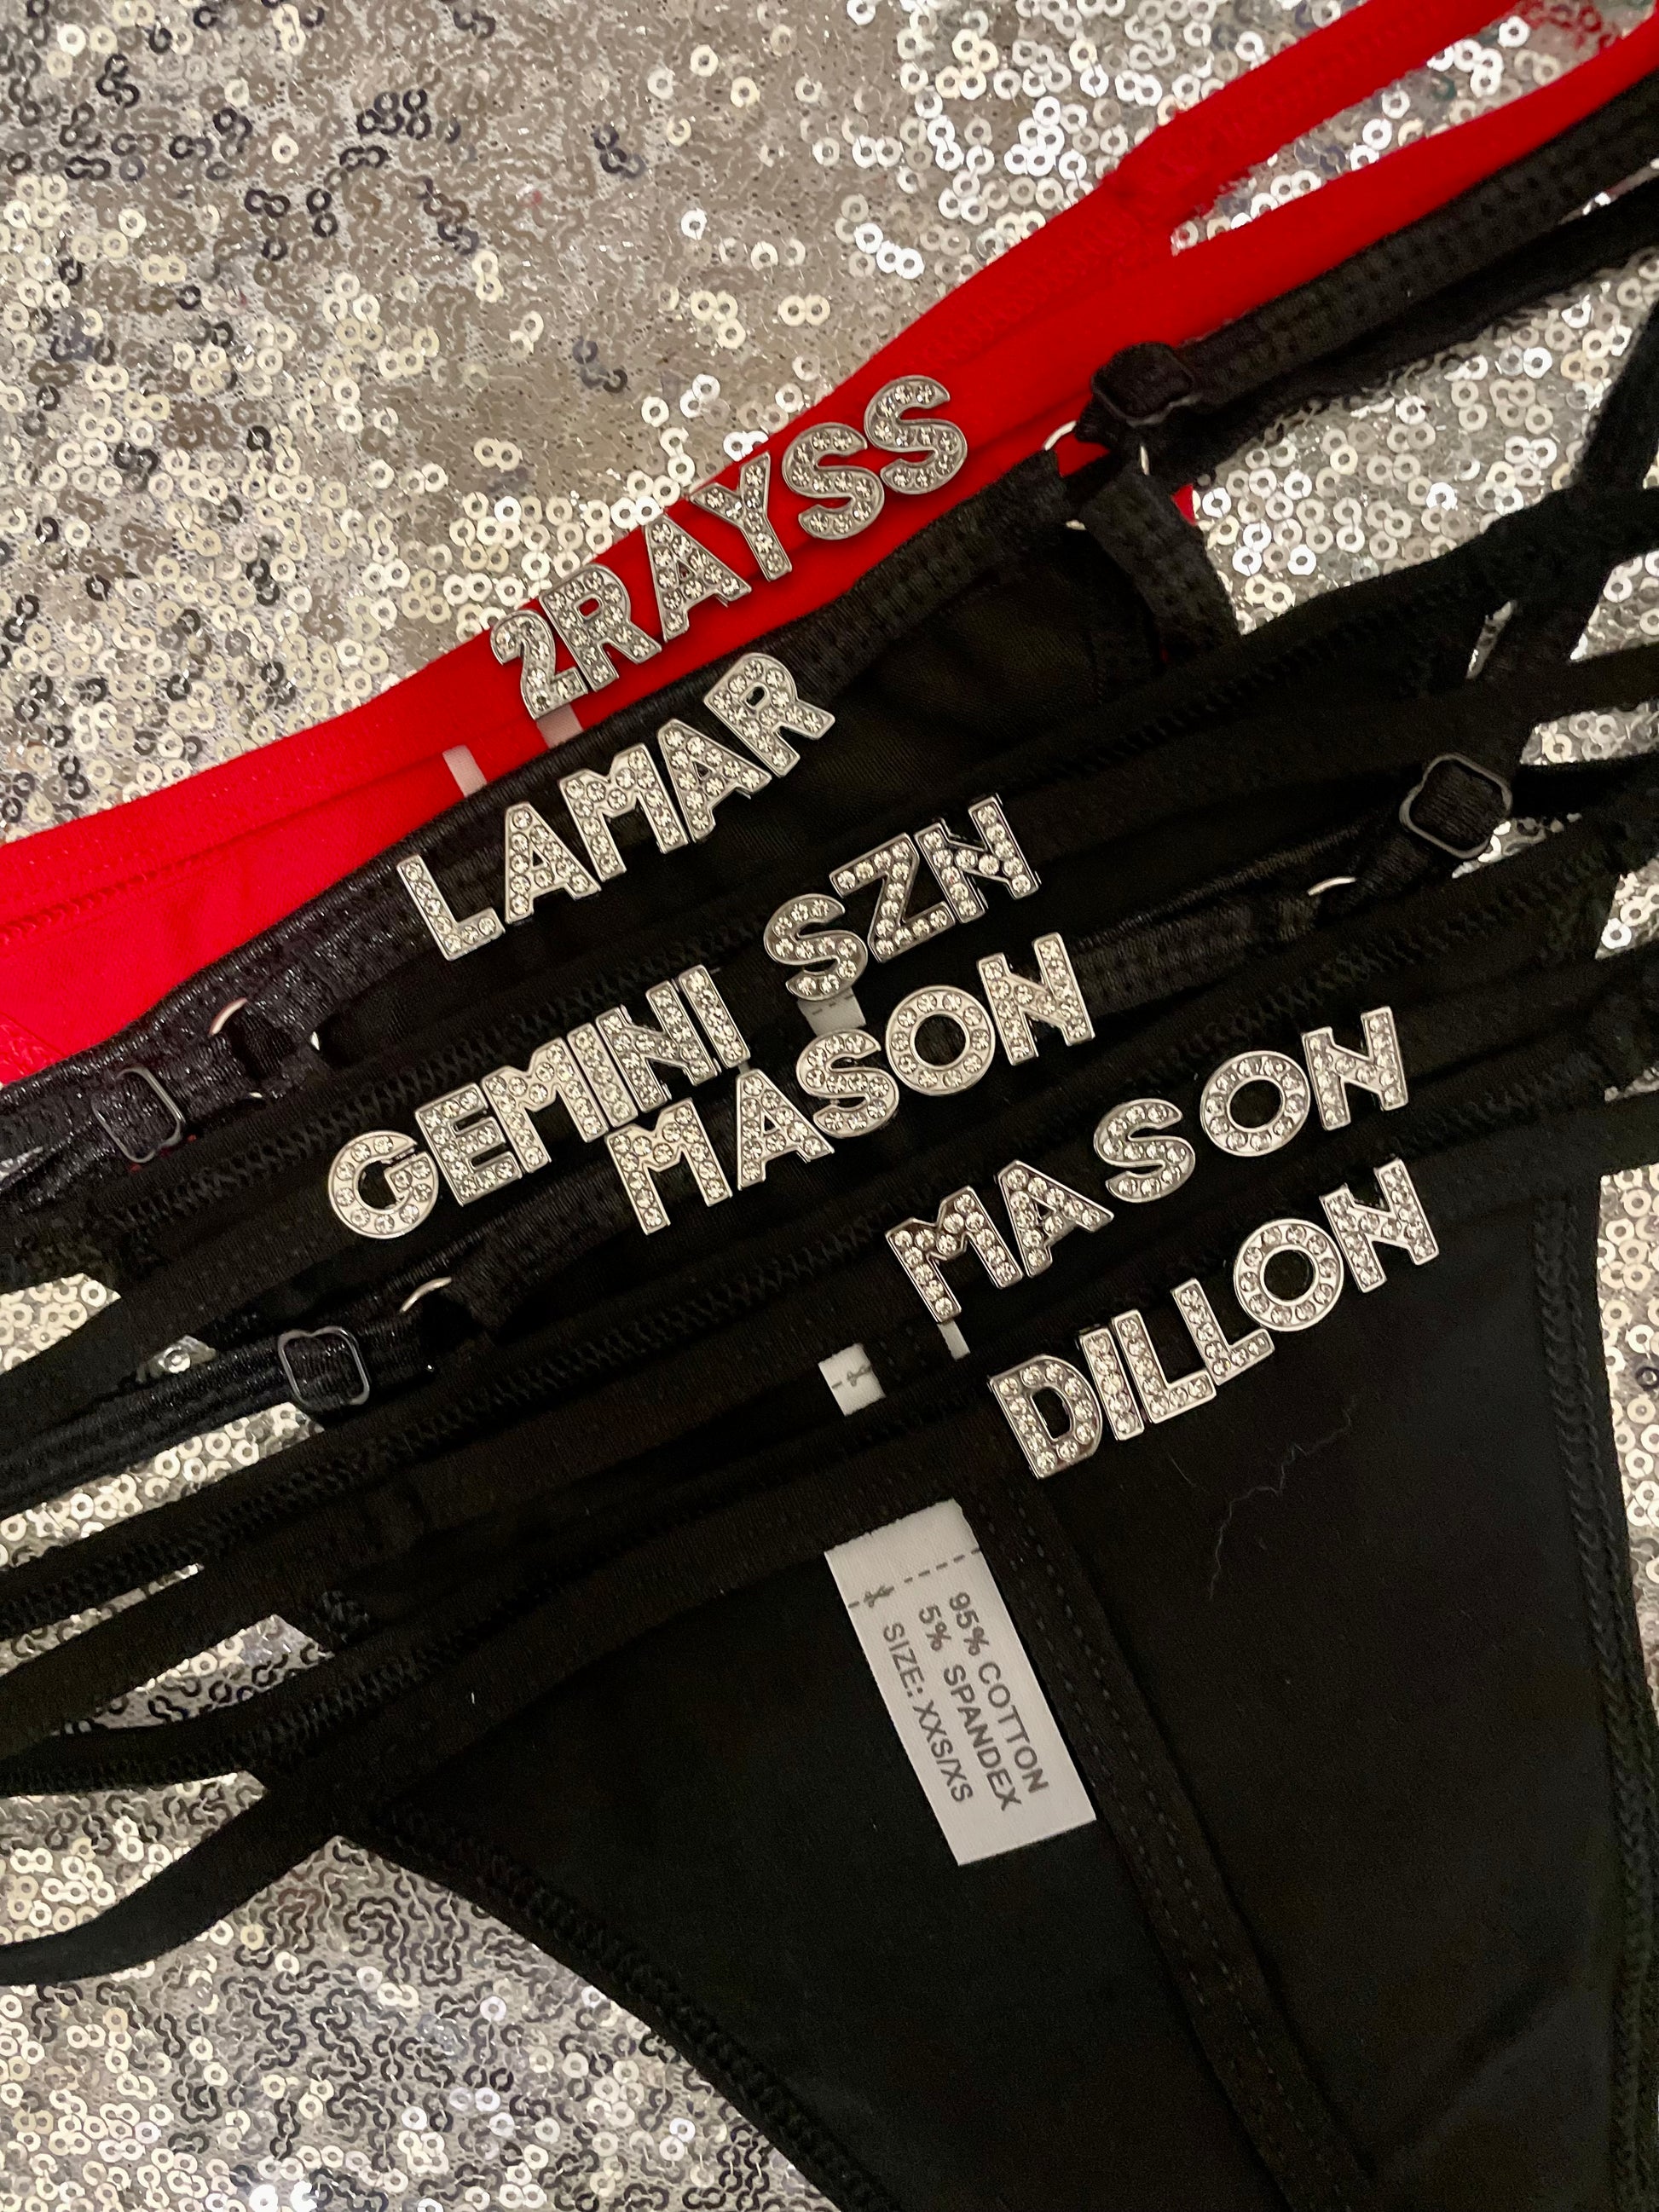 2RAYSS
LAMAR
GEMINI SZN
MASON
MASON
DILLON
95% COTTON
5% SPANDEX
SIZE: XXS/XS